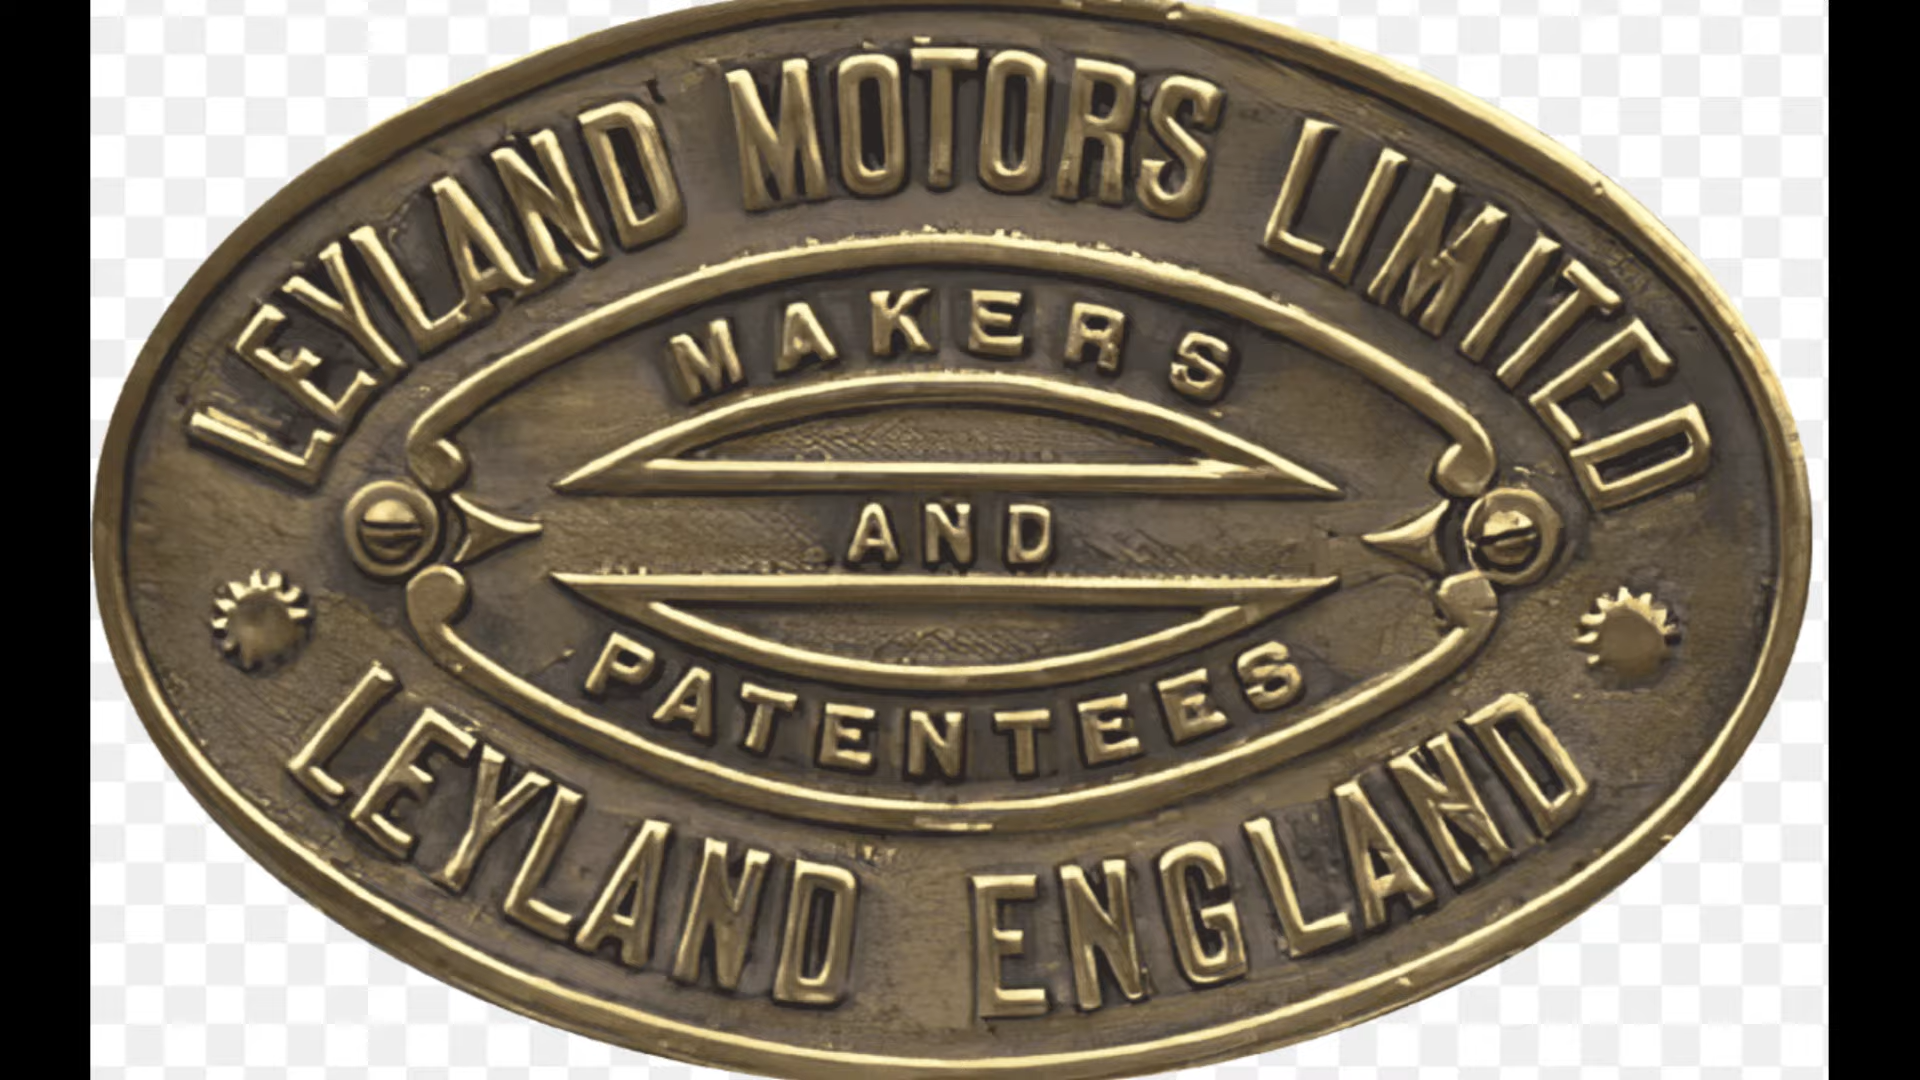 LEYLAND MOTORS LIMITED
MAKERS
AND
PATENTEES
LEYLAND ENGLAND